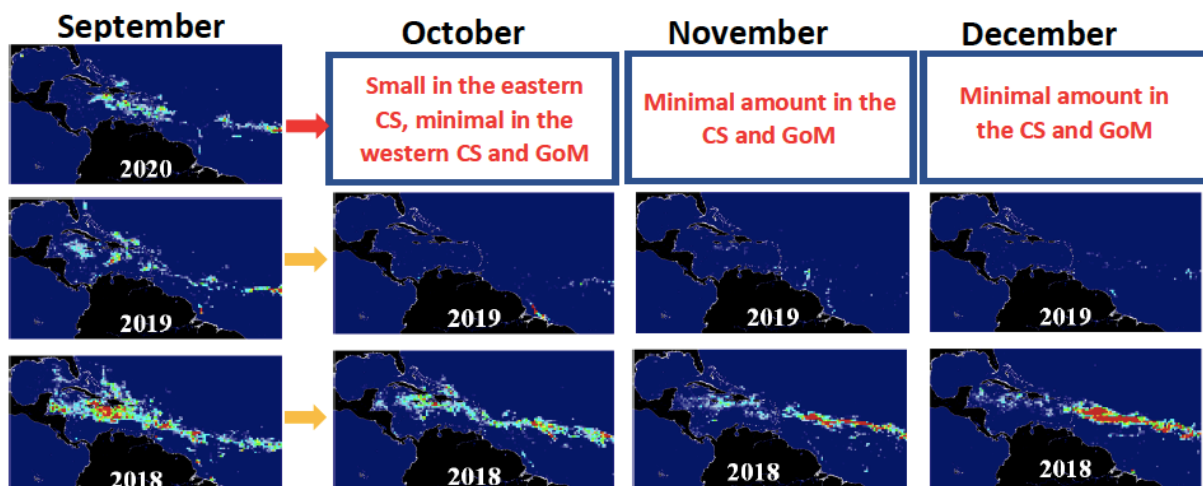 September
October
November
December
Small in the eastern
CS, minimal in the
western CS and GoM
Minimal amount in the
CS and GoM
Minimal amount in
the CS and GoM
2020
2019
2019
2019
2019
2018
2018
2018
2018